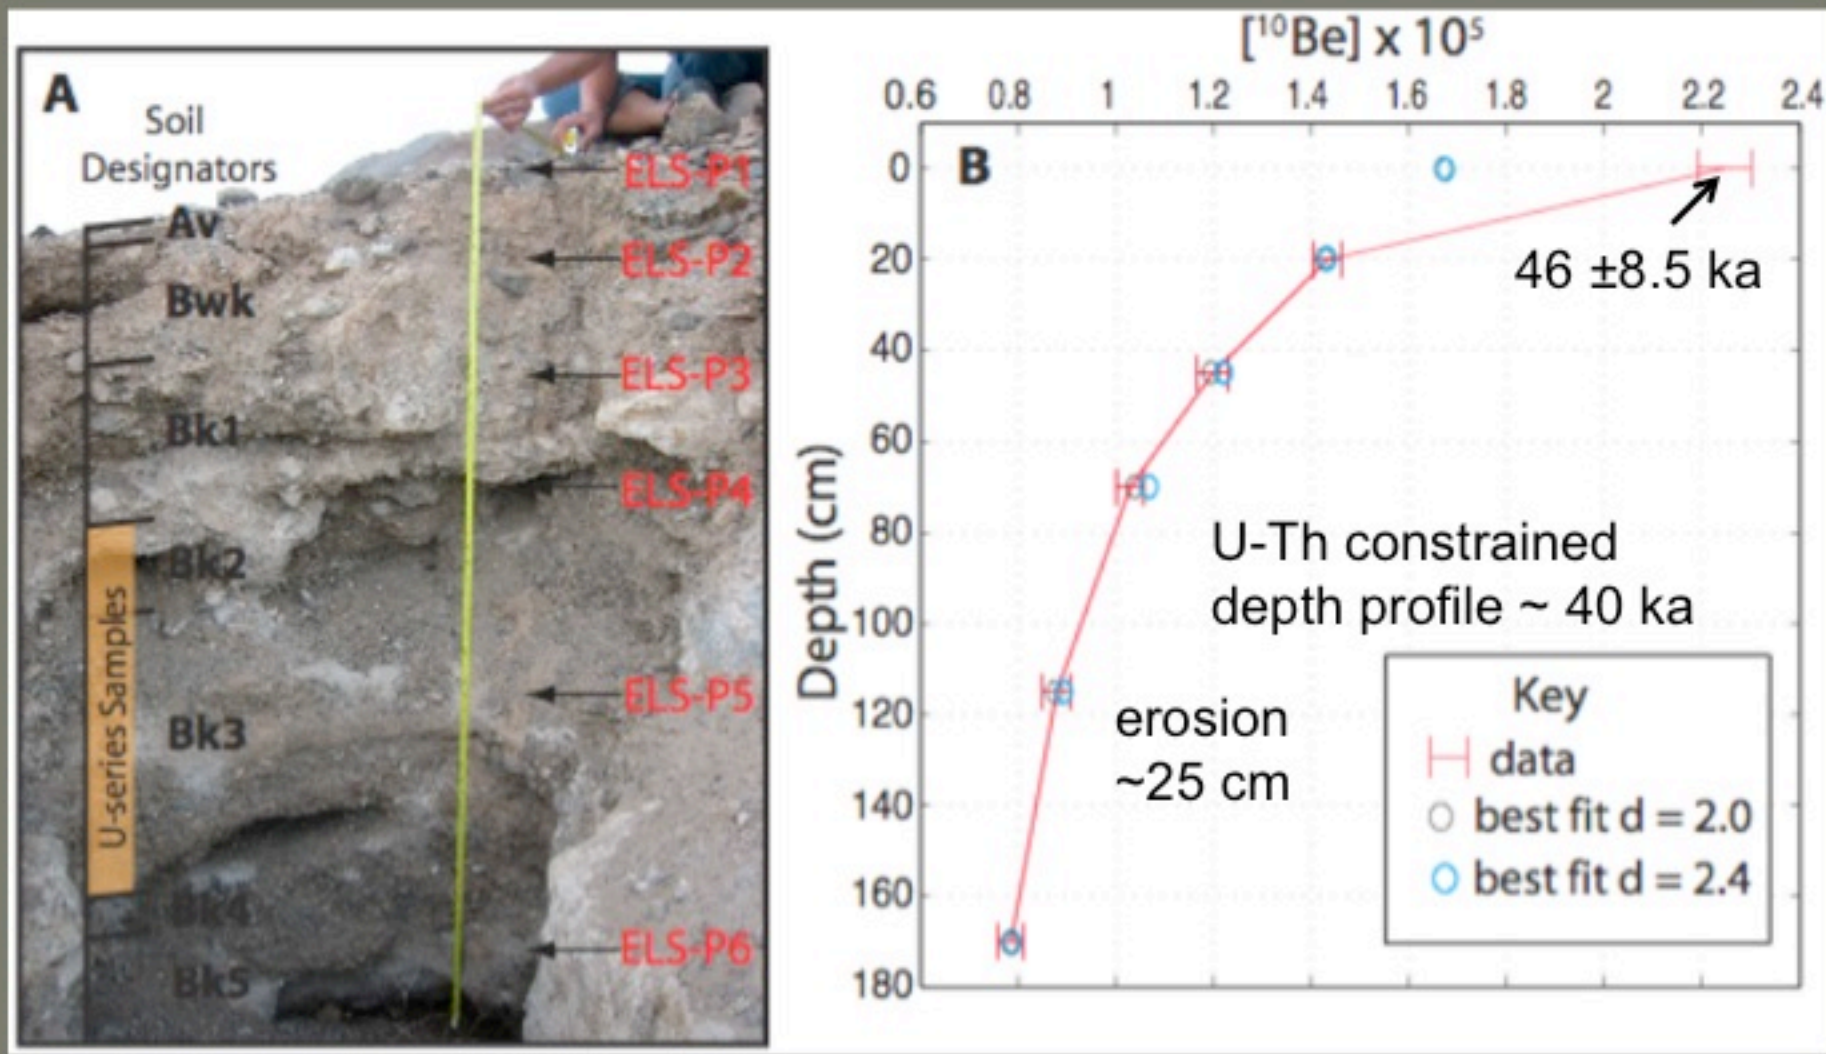 A
Soil
Designators
Av
Bwk
Bk1
Bk2
Bk3
Bk4
Bk5
U-series Samples
ELS-P1
ELS-P2
ELS-P3
ELS-P4
ELS-P5
ELS-P6
[¹⁰Be] x 10⁵
0.6 0.8 1 1.2 1.4 1.6 1.8 2 2.2 2.4
B
Depth (cm)
0
20
40
60
80
100
120
140
160
180
46 ±8.5 ka
U-Th constrained
depth profile ~ 40 ka
erosion
~25 cm
Key
data
best fit d = 2.0
best fit d = 2.4